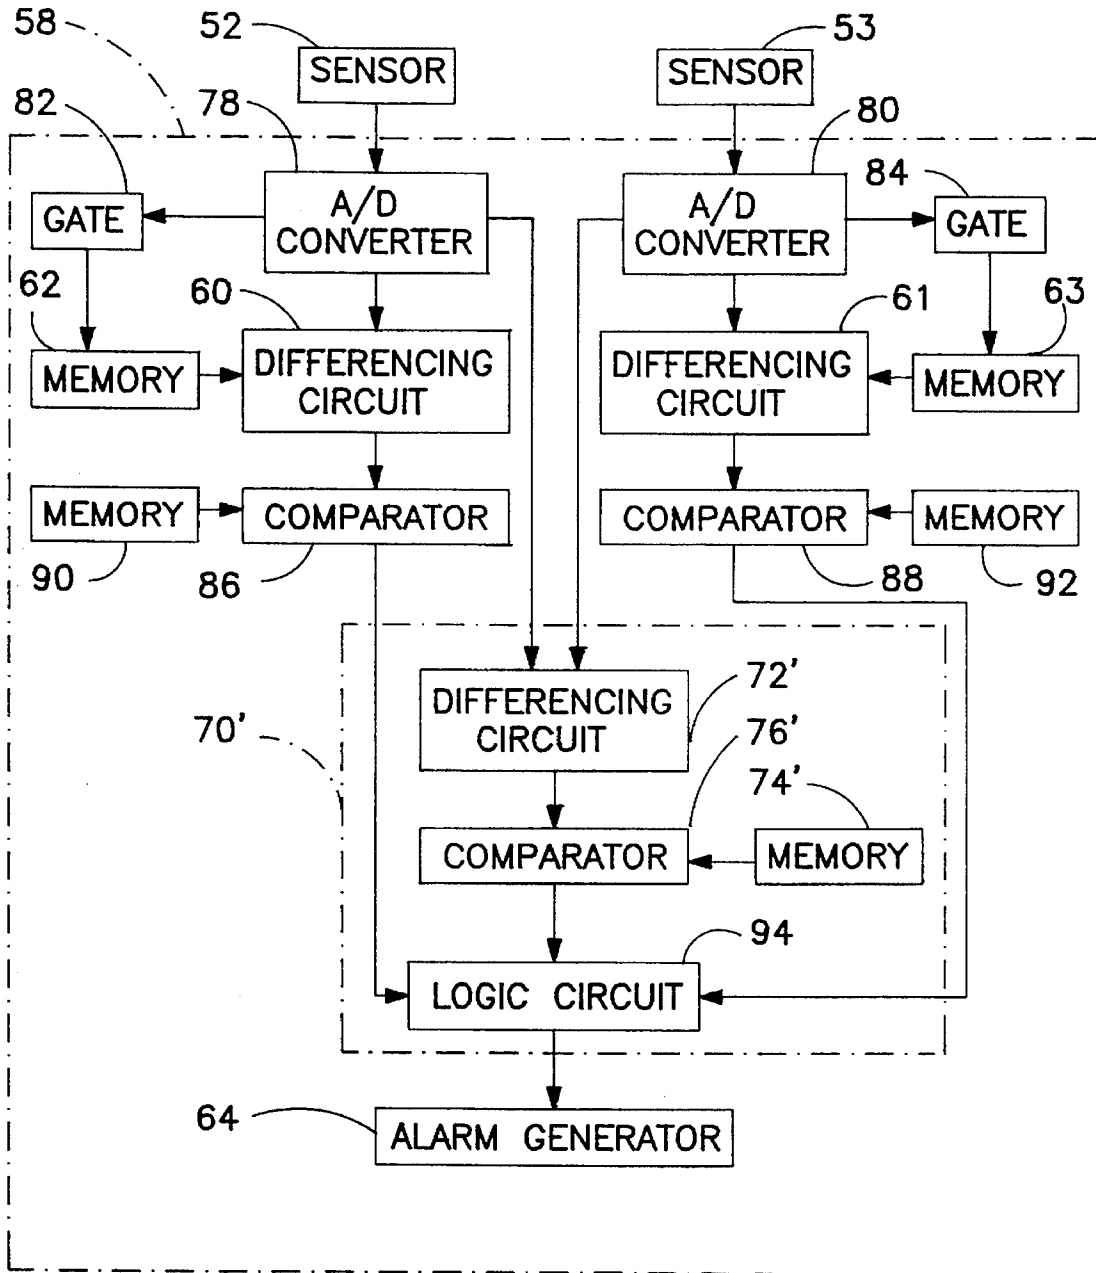 58
52
53
SENSOR
SENSOR
82
78
80
84
GATE
A/D
CONVERTER
A/D
CONVERTER
GATE
62
60
61
63
MEMORY
DIFFERENCING
CIRCUIT
DIFFERENCING
CIRCUIT
MEMORY
MEMORY
COMPARATOR
COMPARATOR
MEMORY
90
86
88
92
70'
DIFFERENCING
CIRCUIT
72'
76'
74'
COMPARATOR
MEMORY
94
LOGIC CIRCUIT
64
ALARM GENERATOR